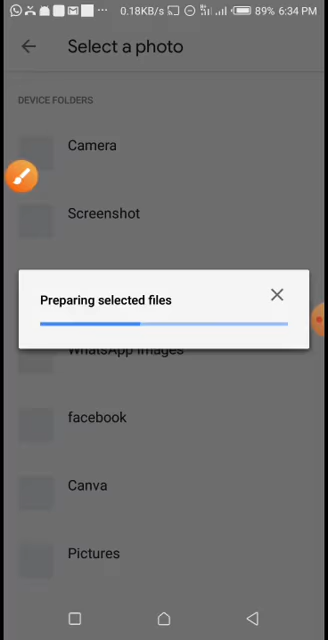 0.18KB/s 89% 6:34 PM
Select a photo
DEVICE FOLDERS
Camera
Screenshot
Preparing selected files
WhatsApp Images
facebook
Canva
Pictures